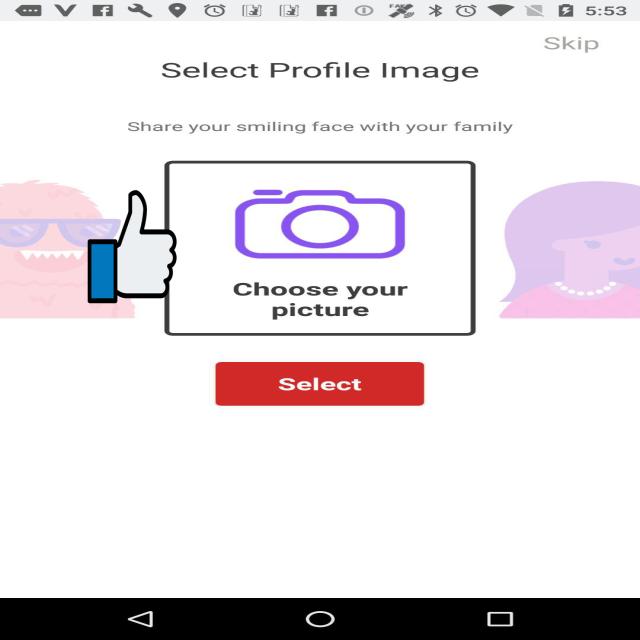 5:53
Skip
Select Profile Image
Share your smiling face with your family
Choose your
picture
Select